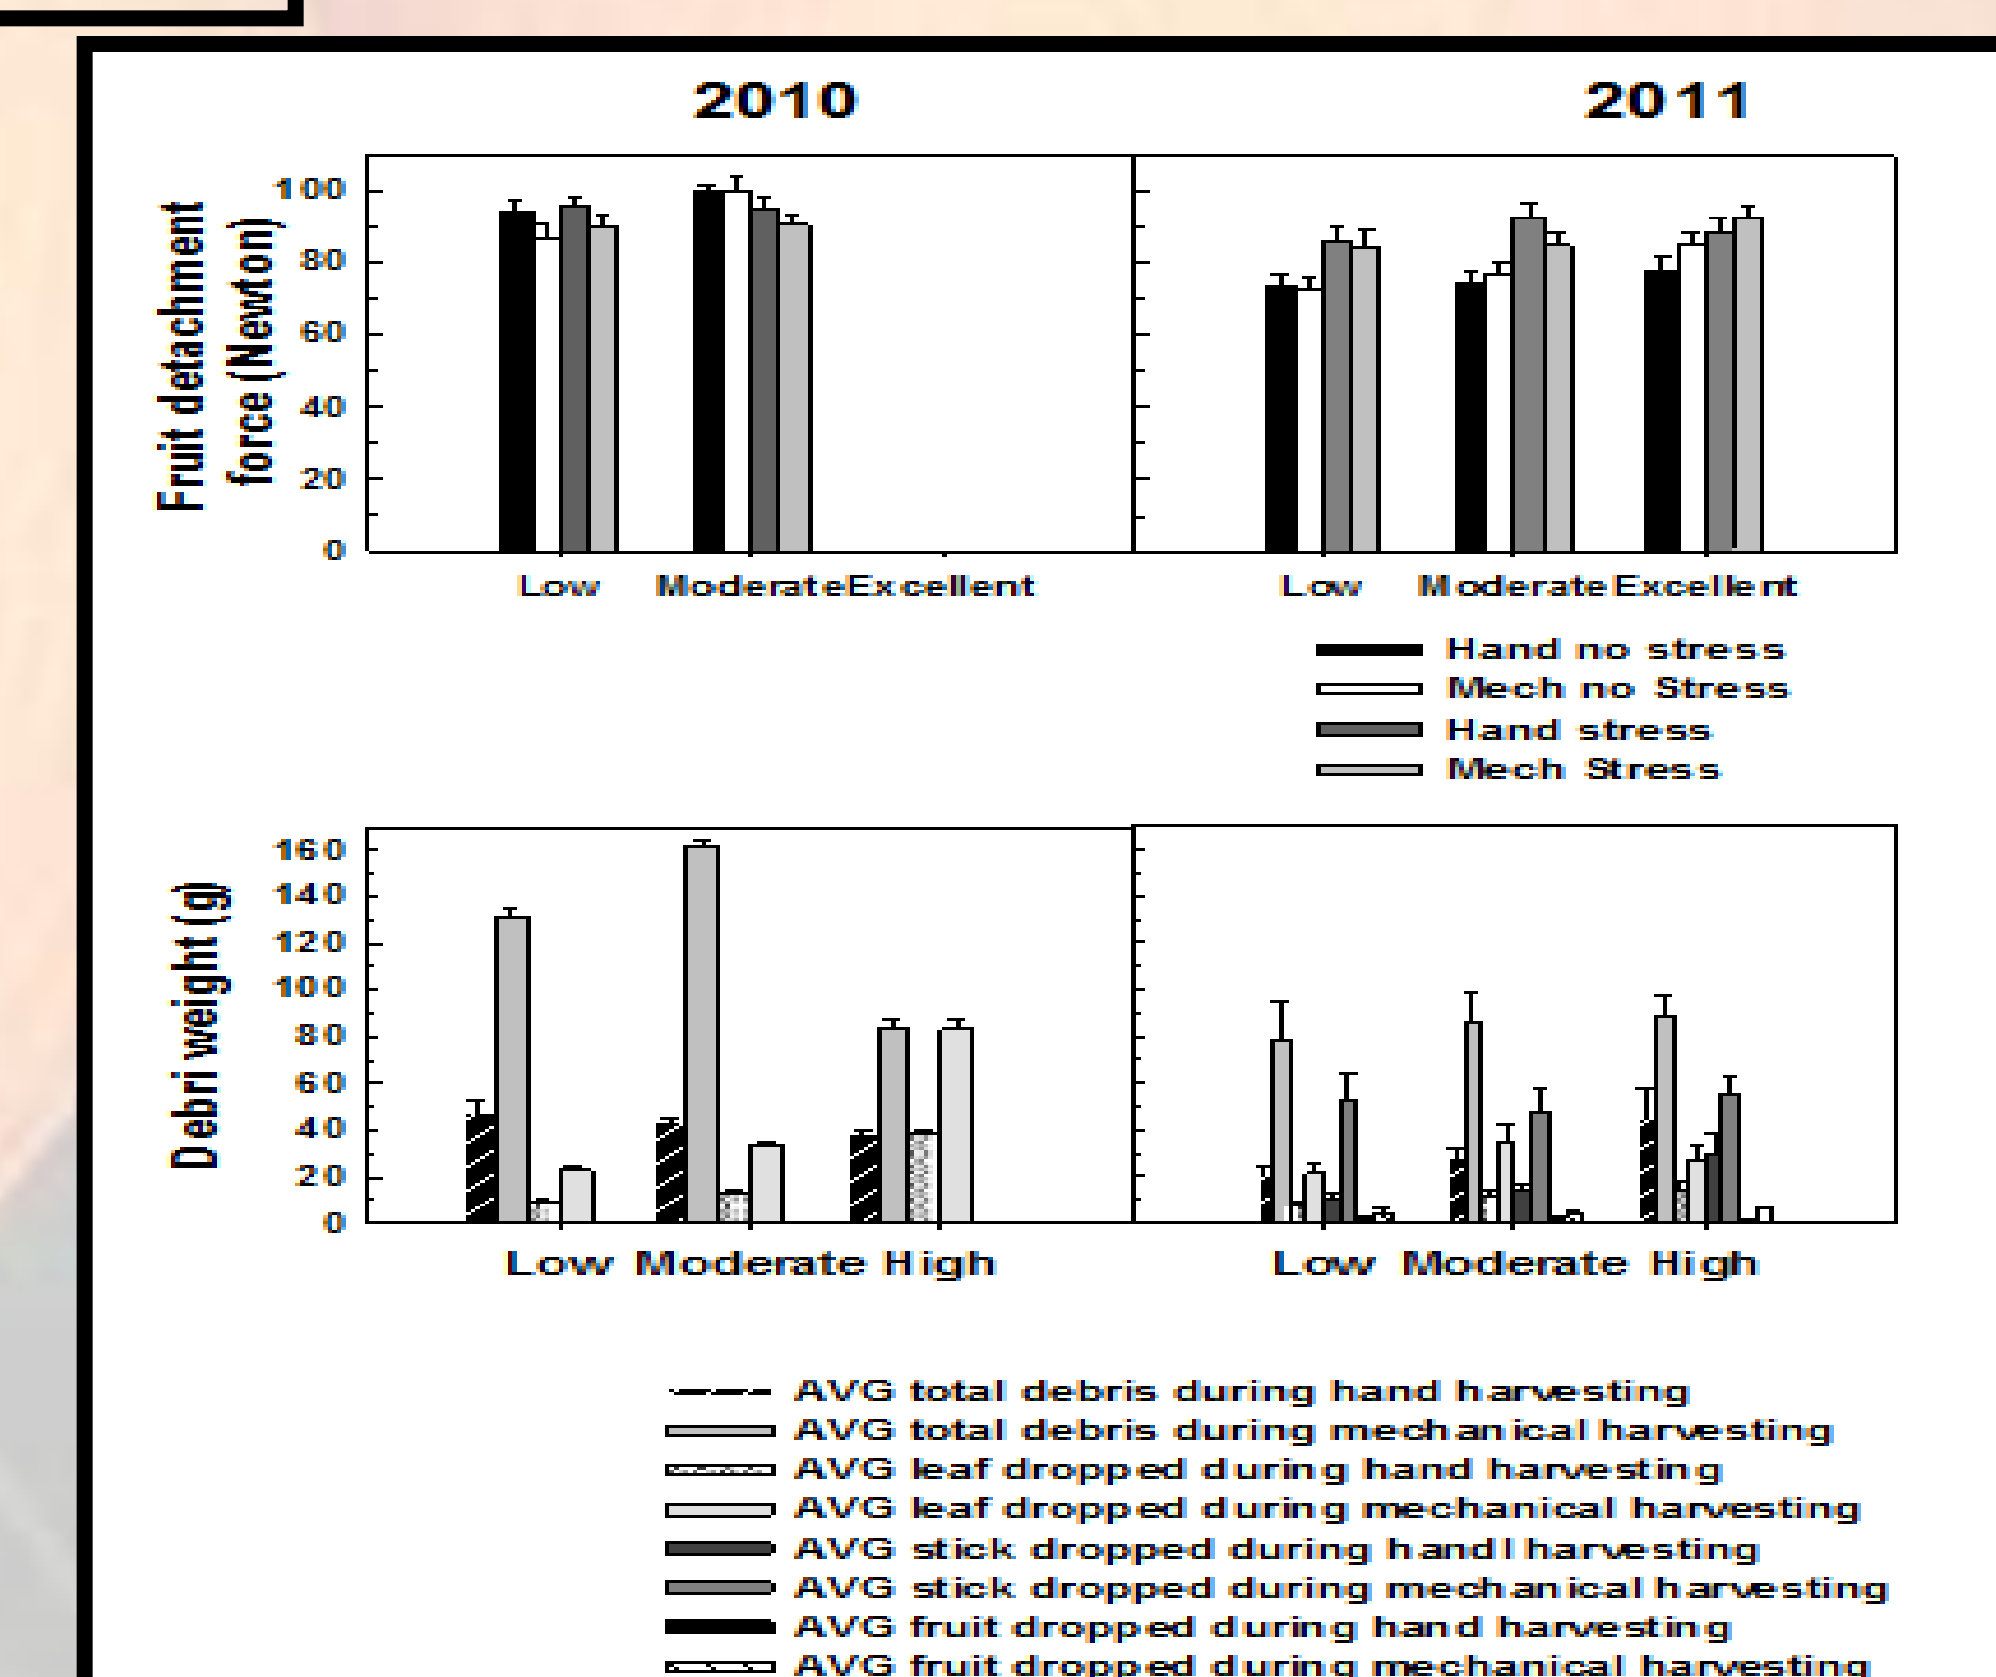 2010 2011
Fruit detachment
force (Newton)
100
80
60
40
20
0
Low Moderate Excellent Low Moderate Excellent
Hand no stress
Mech no Stress
Hand stress
Mech Stress
Debri weight (g)
160
140
120
100
80
60
40
20
0
Low Moderate High Low Moderate High
AVG total debris during hand harvesting
AVG total debris during mechanical harvesting
AVG leaf dropped during hand harvesting
AVG leaf dropped during mechanical harvesting
AVG stick dropped during handl harvesting
AVG stick dropped during mechanical harvesting
AVG fruit dropped during hand harvesting
AVG fruit dropped during mechanical harvesting